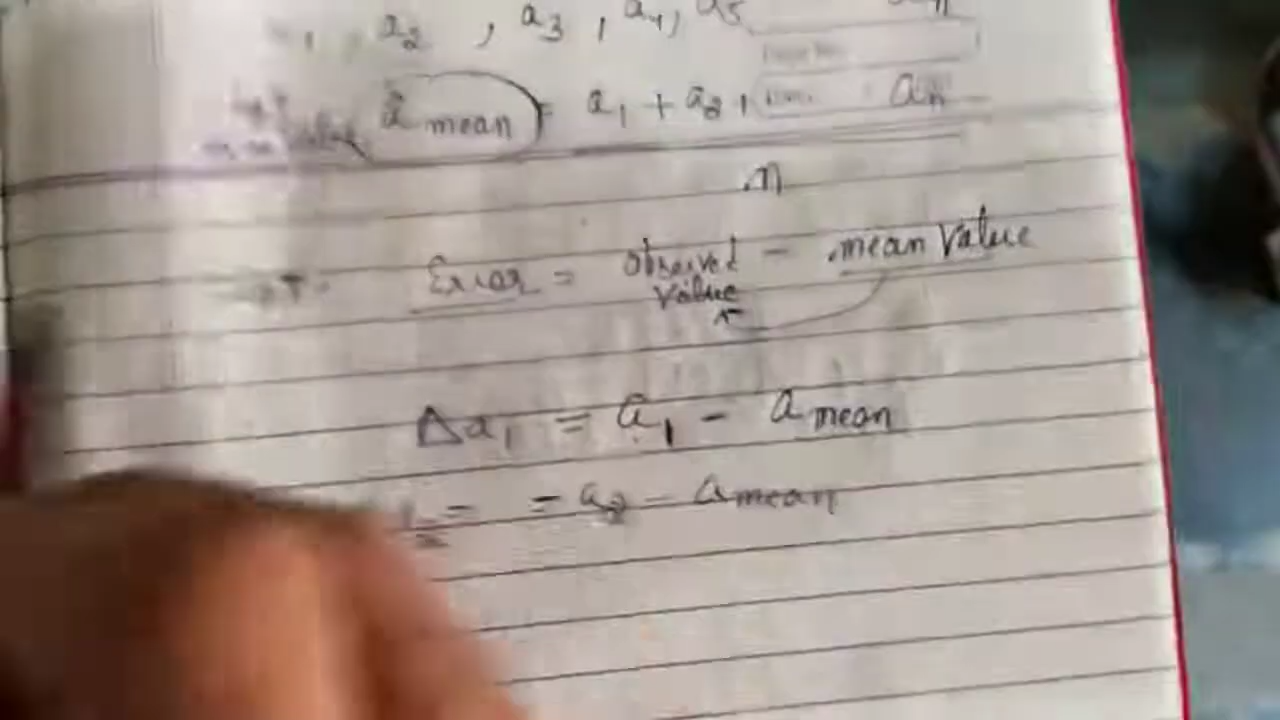 a2 , a3 , a4, a5
a mean = a1 + a2 , an
n
Error = observed value - mean value
Δa1 = a1 - a mean
= a2 - a mean